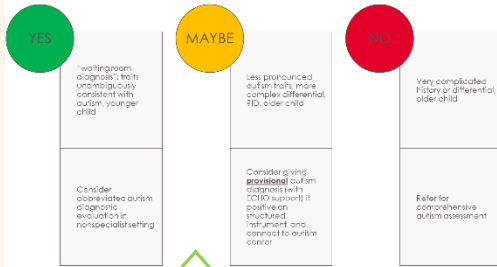 YES
MAYBE
NO
"waiting room
diagnosis": traits
unambiguously
consistent with
autism, younger
child
Less pronounced
autism traits, more
complex differential,
?ID, older child
Very complicated
history or differential,
older child
Consider
abbreviated autism
diagnostic
evaluation in
nonspecialist setting
Consider giving
provisional autism
diagnosis (with
ECHO support) if
positive on
structured
instrument, and
connect to autism
center
Refer for
comprehensive
autism assessment